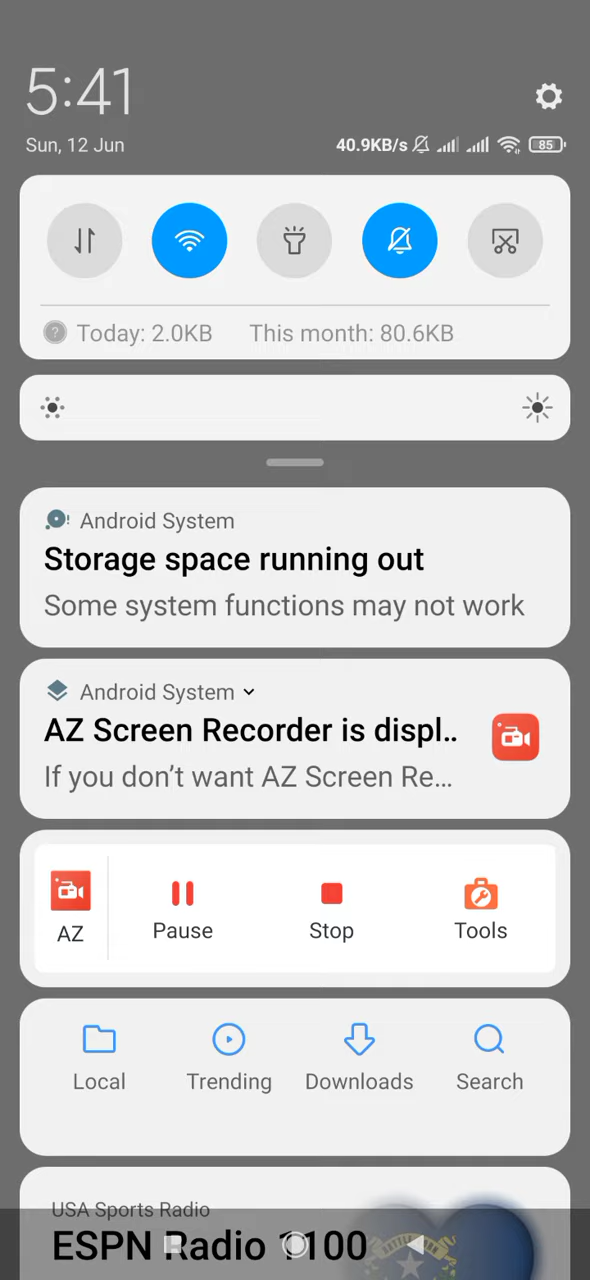 5:41
Sun, 12 Jun
40.9KB/s 85
Today: 2.0KB This month: 80.6KB
Android System
Storage space running out
Some system functions may not work
Android System
AZ Screen Recorder is displ..
If you don't want AZ Screen Re...
AZ Pause Stop Tools
Local Trending Downloads Search
USA Sports Radio
ESPN Radio 1100